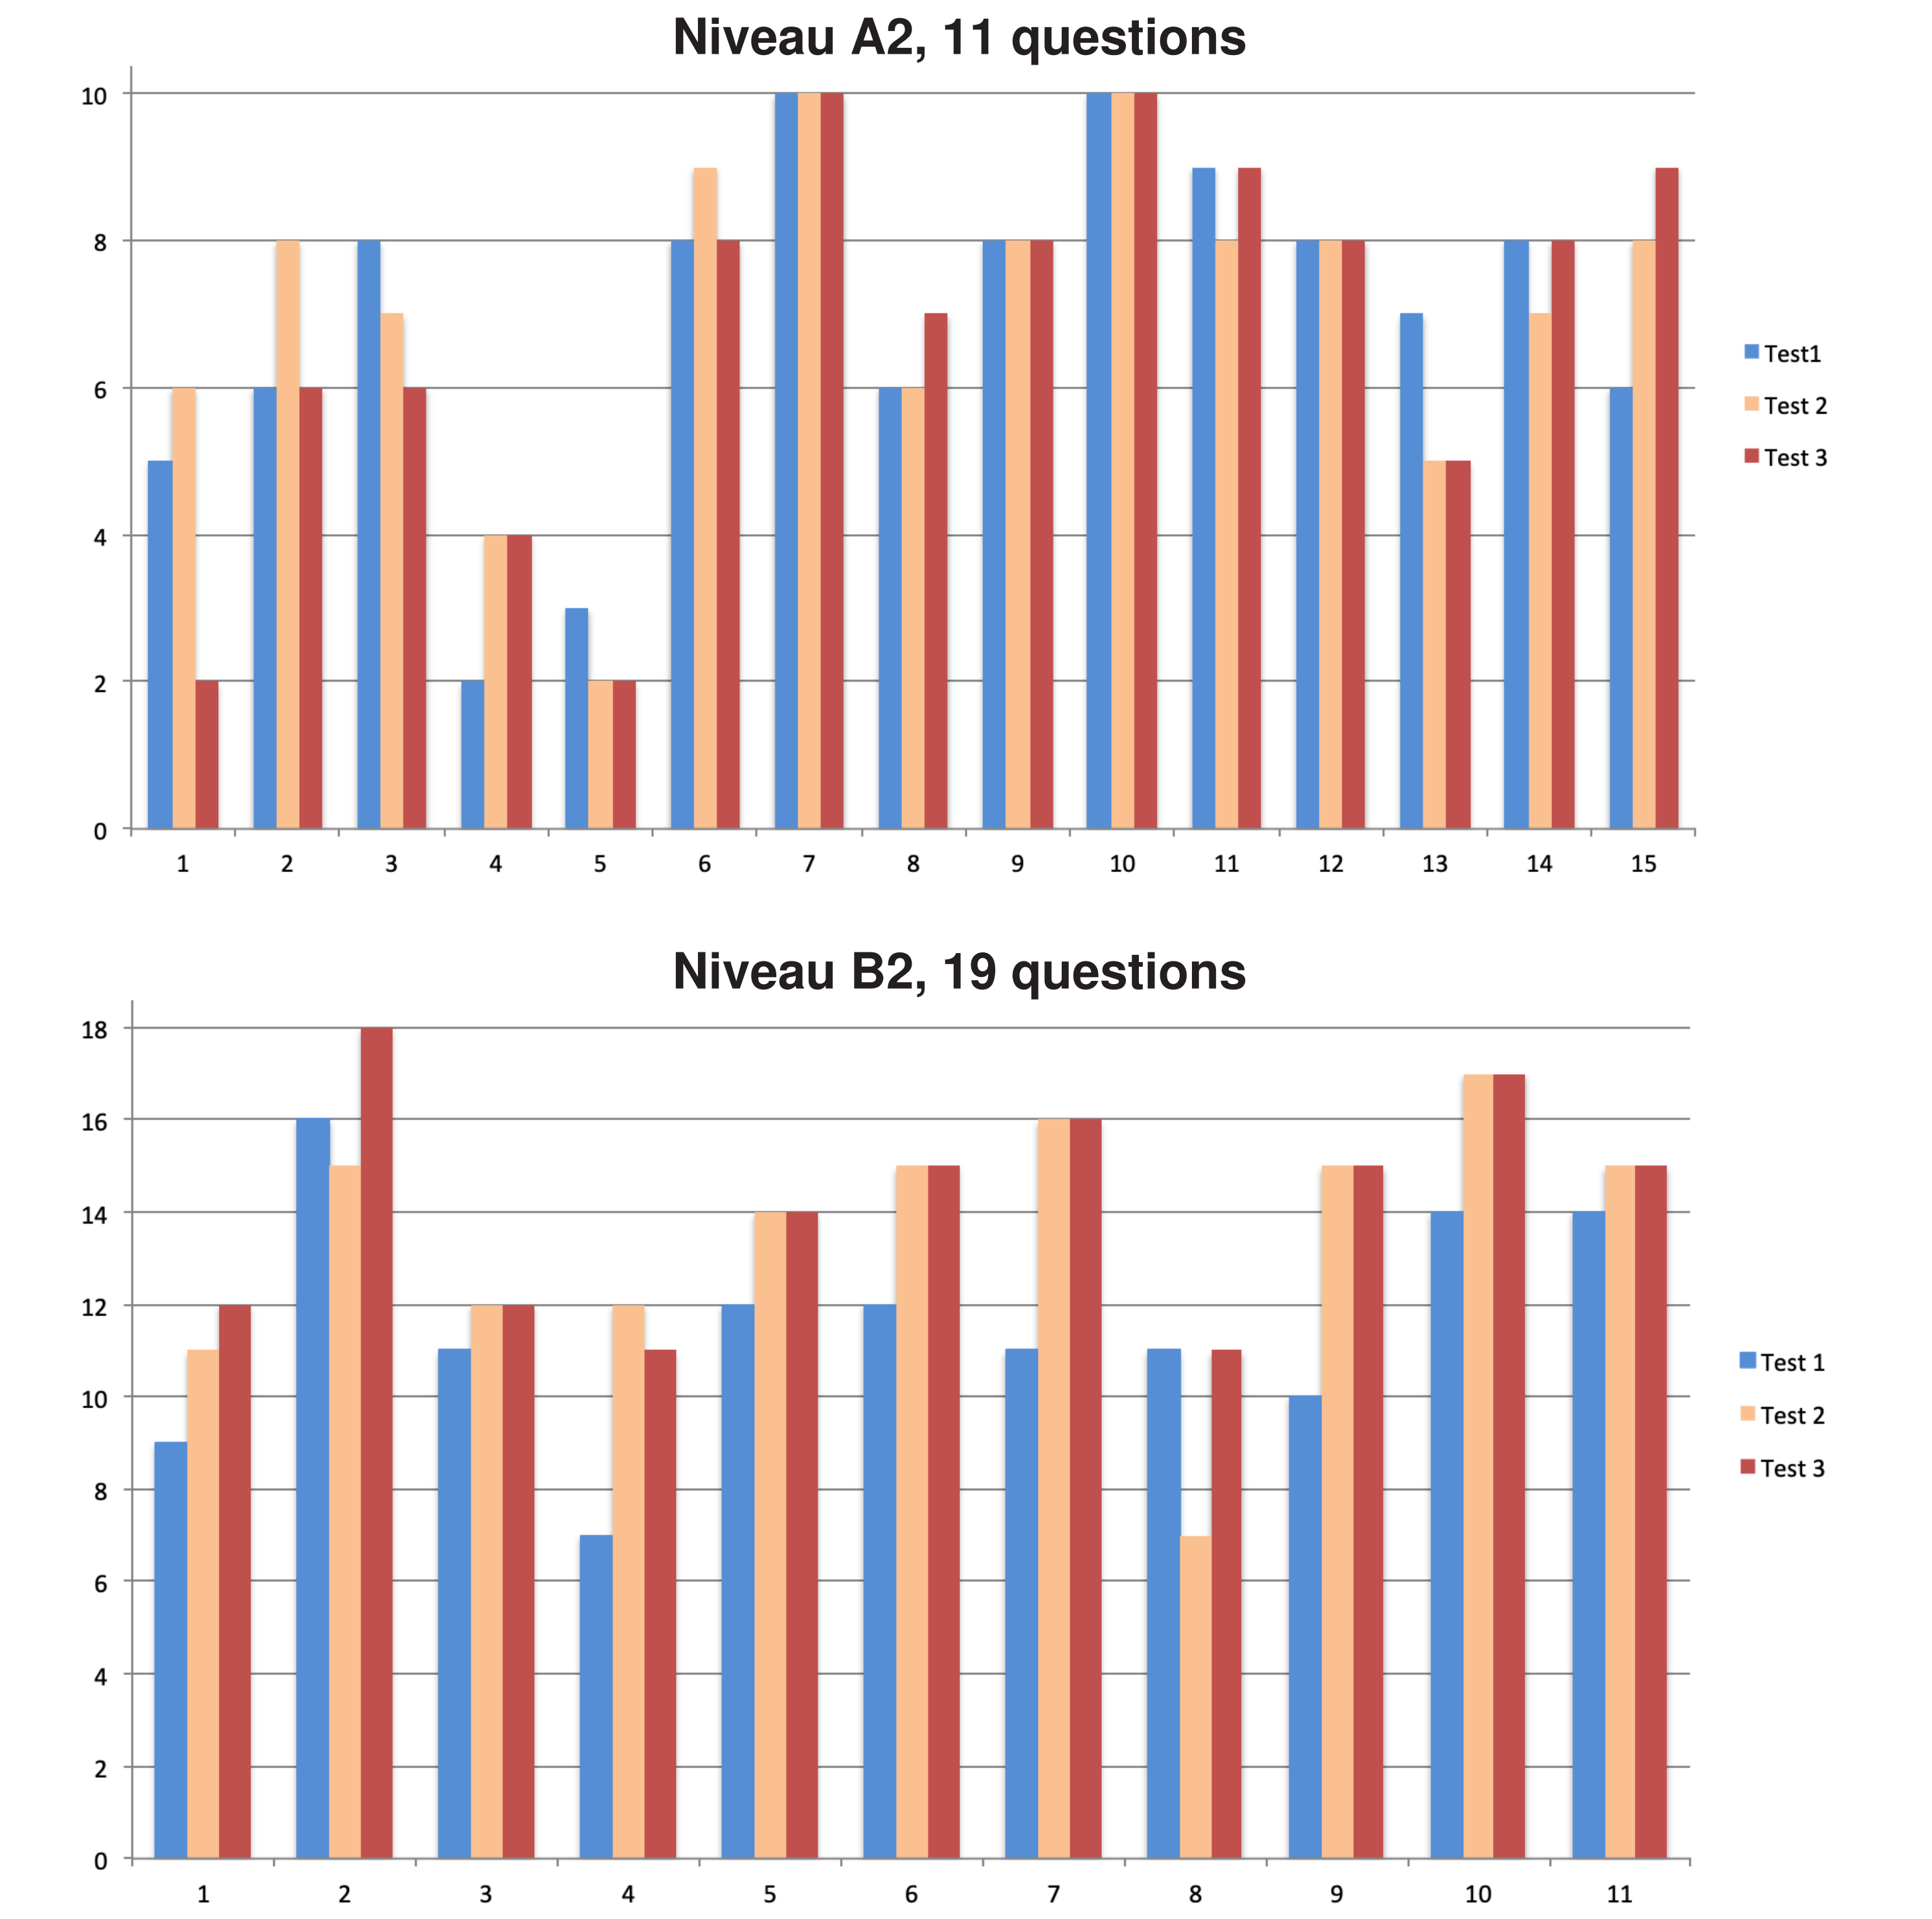 Niveau A2, 11 questions
10
8
6
4
2
0
1 2 3 4 5 6 7 8 9 10 11 12 13 14 15
Test1
Test 2
Test 3
Niveau B2, 19 questions
18
16
14
12
10
8
6
4
2
0
1 2 3 4 5 6 7 8 9 10 11
Test 1
Test 2
Test 3